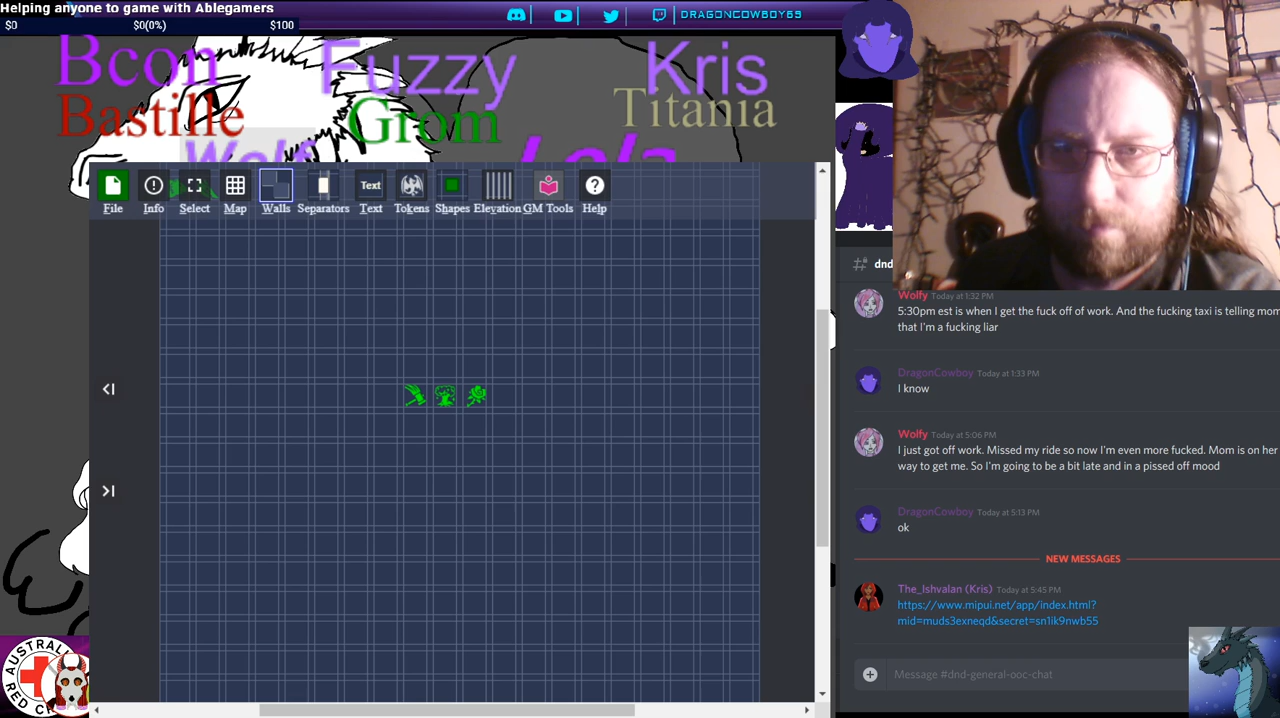 Helping anyone to game with Ablegamers
$0 $0(0%) $100
DRAGONCOWBOY69
Bcon Fuzzy Kris
Bastille Grom Titania
Wolf Lola
File Info Select Map Walls Separators Text Text Tokens Shapes Elevation GM Tools Help
dnd
Wolfy Today at 1:32 PM
5:30pm est is when I get the fuck off of work. And the fucking taxi is telling mom
that I'm a fucking liar
DragonCowboy Today at 1:33 PM
I know
Wolfy Today at 5:06 PM
I just got off work. Missed my ride so now I'm even more fucked. Mom is on her
way to get me. So I'm going to be a bit late and in a pissed off mood
DragonCowboy Today at 5:13 PM
ok
NEW MESSAGES
The_Ishvalan (Kris) Today at 5:45 PM
https://www.mipui.net/app/index.html?
mid=muds3exneqd&secret=sn1ik9nwb55
Message #dnd-general-ooc-chat
AUSTRALI
RED CR